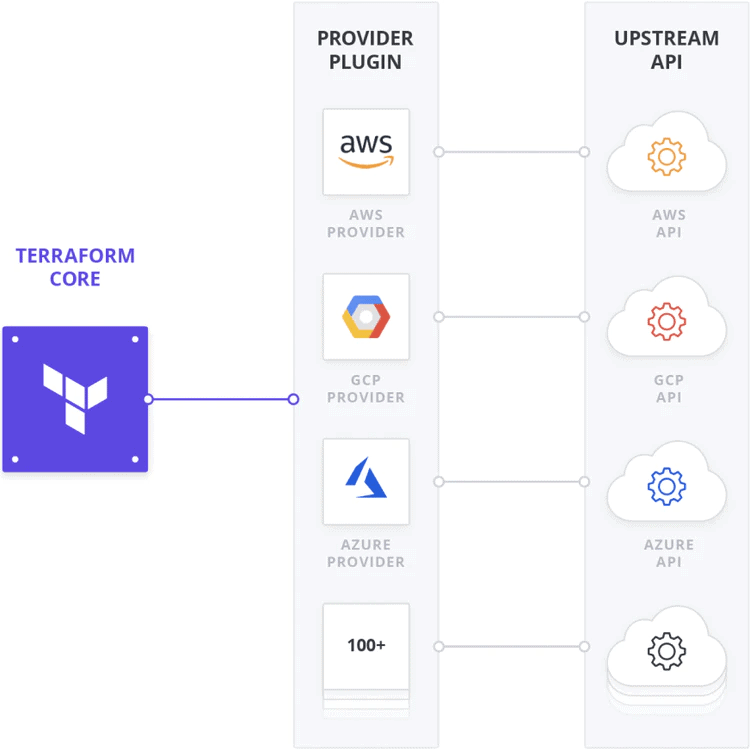 TERRAFORM
CORE
PROVIDER
PLUGIN
aws
AWS
PROVIDER
GCP
PROVIDER
AZURE
PROVIDER
100+
UPSTREAM
API
AWS
API
GCP
API
AZURE
API